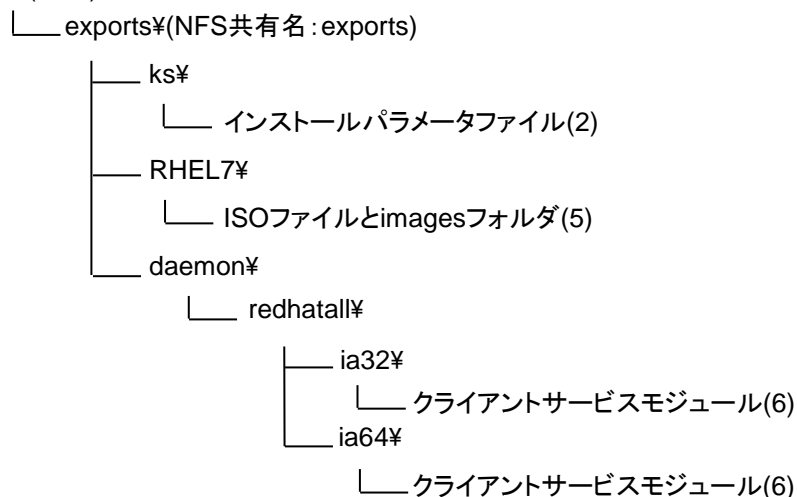 exports¥(NFS共有名:exports)
ks¥
インストールパラメータファイル(2)
RHEL7¥
ISOファイルとimagesフォルダ(5)
daemon¥
redhatall¥
ia32¥
クライアントサービスモジュール(6)
ia64¥
クライアントサービスモジュール(6)